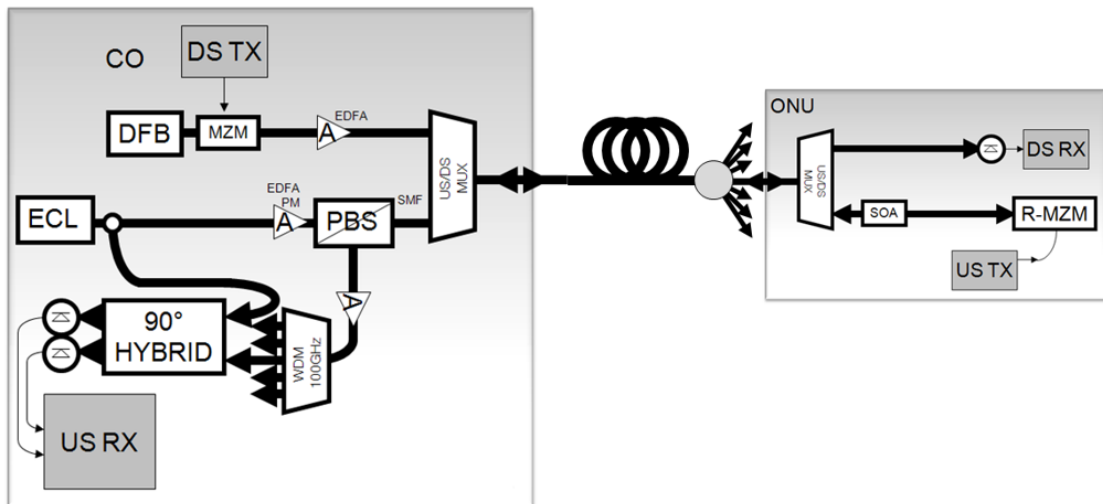 CO
DS TX
DFB
MZM
A
EDFA
US/DS
MUX
ECL
EDFA
PM
A
PBS
SMF
A
90°
HYBRID
WDM
100GHz
US RX
ONU
US/DS
MUX
DS RX
SOA
R-MZM
US TX